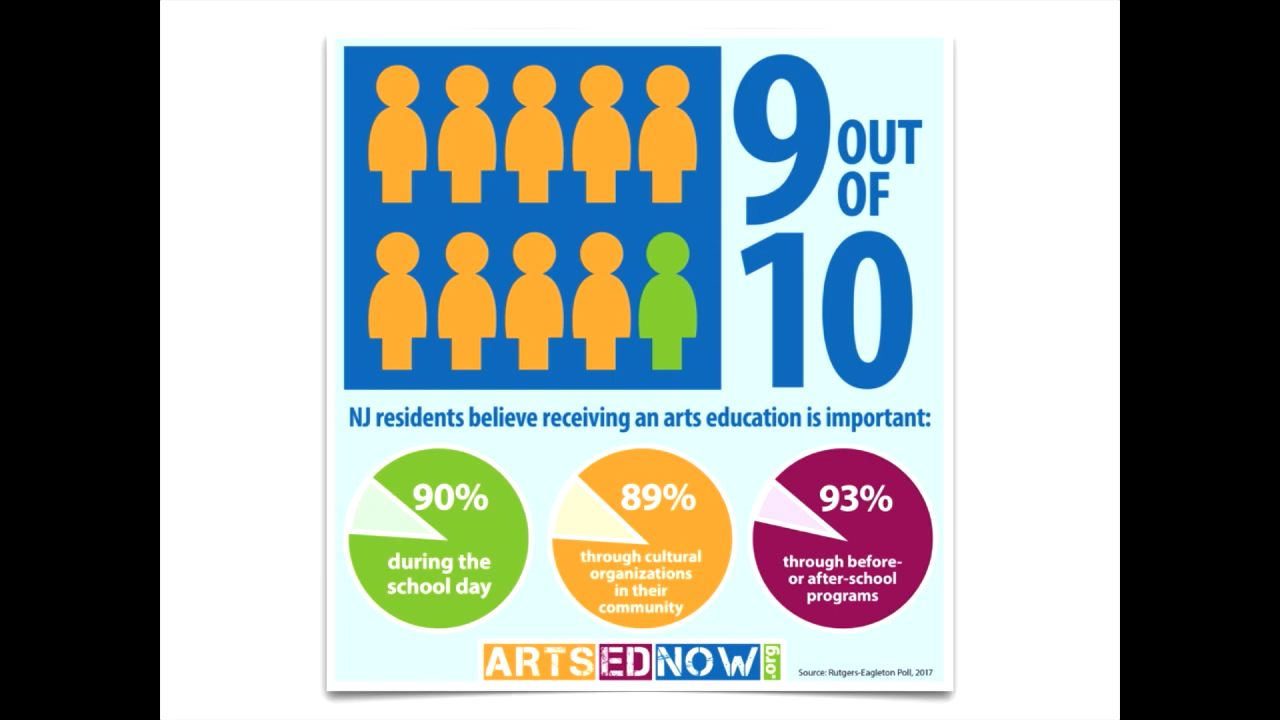 9 OUT
OF
10
NJ residents believe receiving an arts education is important:
90%
during the
school day
89%
through cultural
organizations
in their
community
93%
through before-
or after-school
programs
ARTSEDNOW.org
Source: Rutgers-Eagleton Poll, 2017